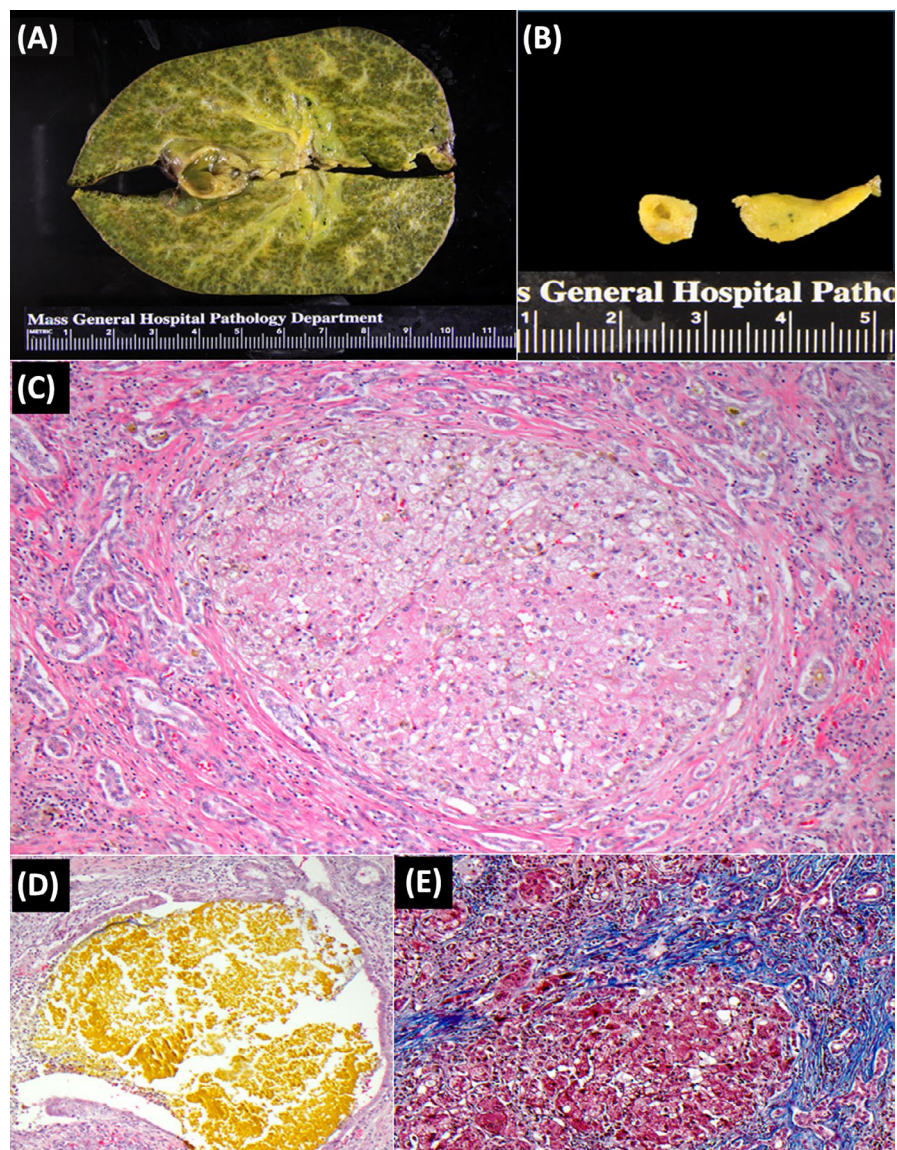 (A)
Mass General Hospital Pathology Department
METRIC 1 2 3 4 5 6 7 8 9 10 11
(B)
s General Hospital Patho
1 2 3 4 5
(C)
(D)
(E)